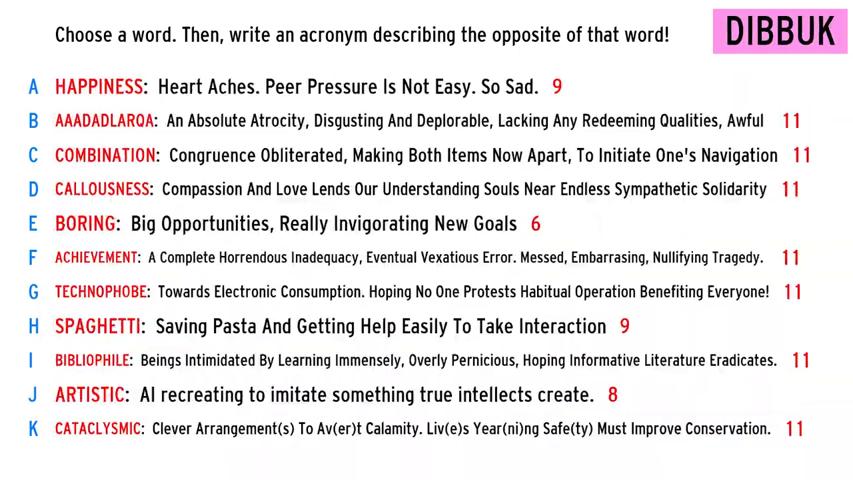 Choose a word. Then, write an acronym describing the opposite of that word!
DIBBUK
A HAPPINESS: Heart Aches. Peer Pressure Is Not Easy. So Sad. 9
B AAADADLARQA: An Absolute Atrocity, Disgusting And Deplorable, Lacking Any Redeeming Qualities, Awful 11
C COMBINATION: Congruence Obliterated, Making Both Items Now Apart, To Initiate One's Navigation 11
D CALLOUSNESS: Compassion And Love Lends Our Understanding Souls Near Endless Sympathetic Solidarity 11
E BORING: Big Opportunities, Really Invigorating New Goals 6
F ACHIEVEMENT: A Complete Horrendous Inadequacy, Eventual Vexatious Error. Messed, Embarrasing, Nullifying Tragedy. 11
G TECHNOPHOBE: Towards Electronic Consumption. Hoping No One Protests Habitual Operation Benefiting Everyone! 11
H SPAGHETTI: Saving Pasta And Getting Help Easily To Take Interaction 9
I BIBLIOPHILE: Beings Intimidated By Learning Immensely, Overly Pernicious, Hoping Informative Literature Eradicates. 11
J ARTISTIC: AI recreating to imitate something true intellects create. 8
K CATACLYSMIC: Clever Arrangement(s) To Av(er)t Calamity. Liv(e)s Year(ni)ng Safe(ty) Must Improve Conservation. 11